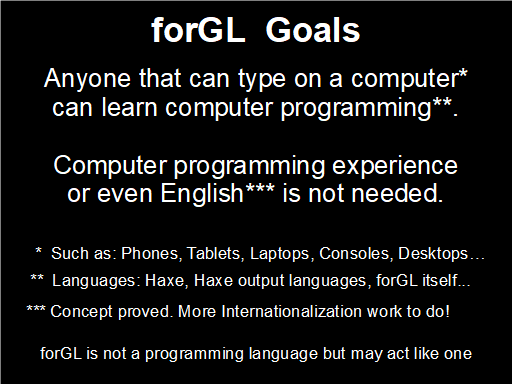 forGL Goals
Anyone that can type on a computer*
can learn computer programming**.
Computer programming experience
or even English*** is not needed.
* Such as: Phones, Tablets, Laptops, Consoles, Desktops...
** Languages: Haxe, Haxe output languages, forGL itself...
*** Concept proved. More Internationalization work to do!
forGL is not a programming language but may act like one